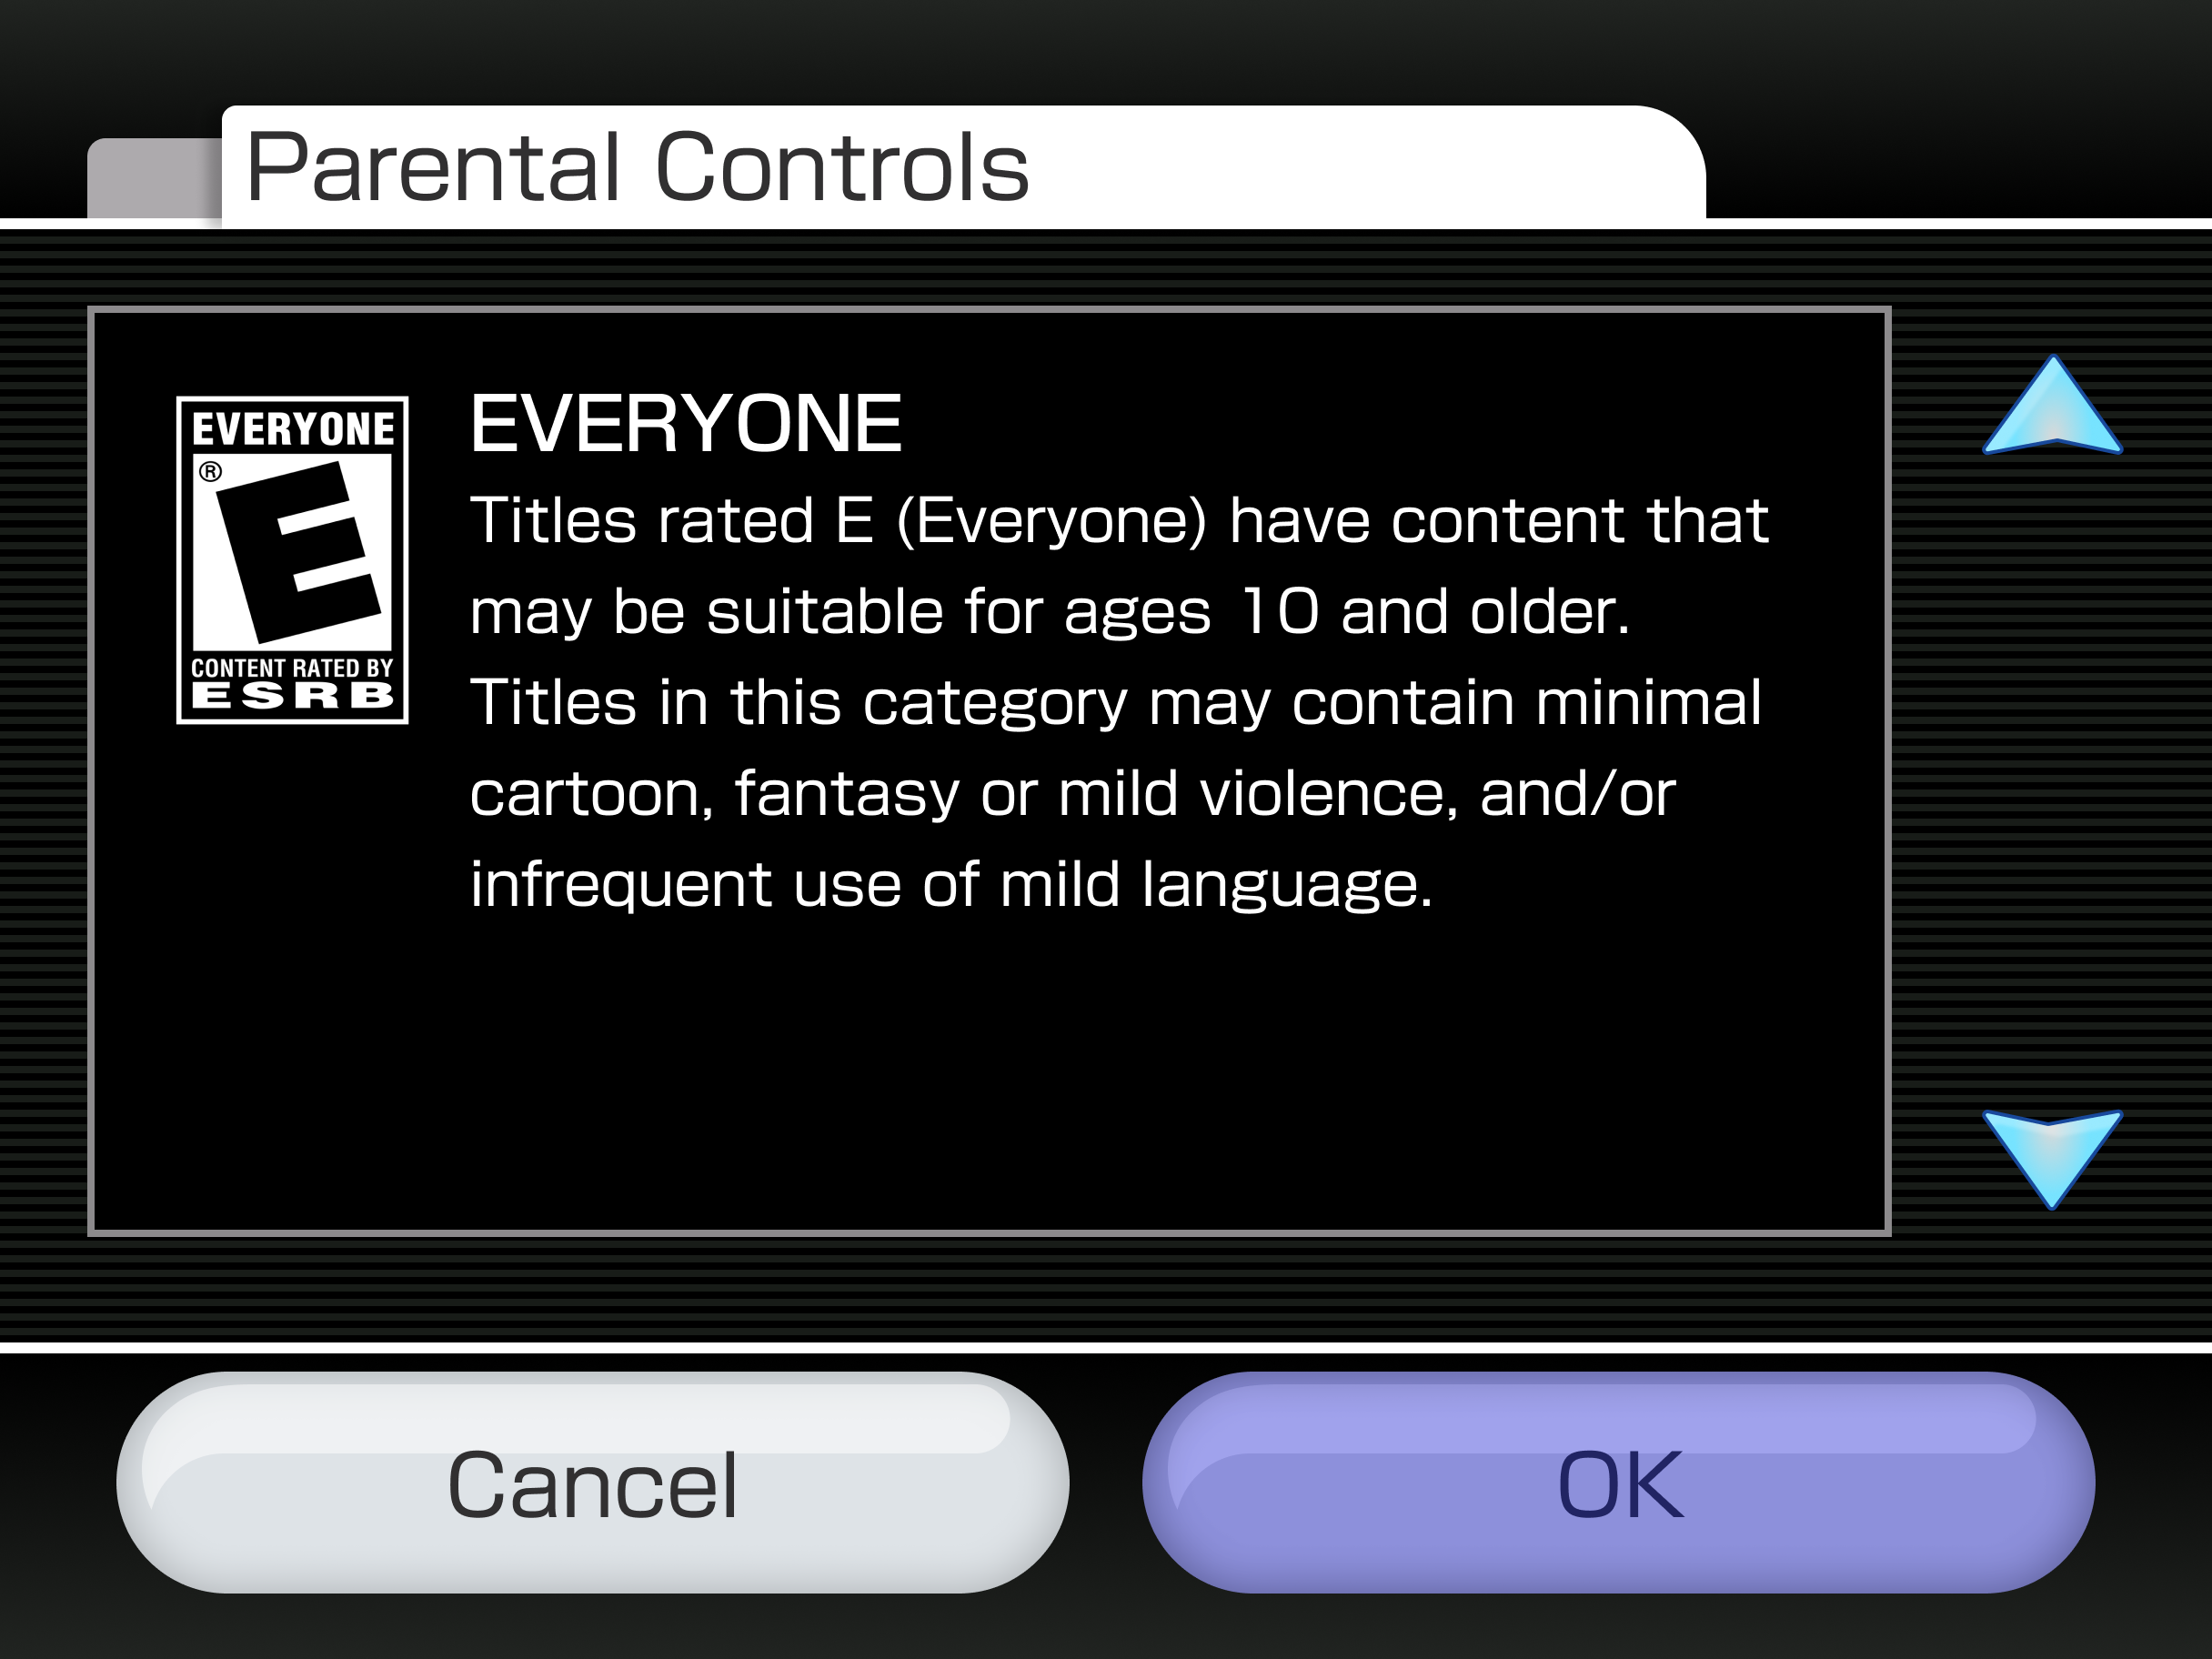 Parental Controls
EVERYONE
®
E
CONTENT RATED BY
ESRB
EVERYONE
Titles rated E (Everyone) have content that
may be suitable for ages 10 and older.
Titles in this category may contain minimal
cartoon, fantasy or mild violence, and/or
infrequent use of mild language.
Cancel
OK